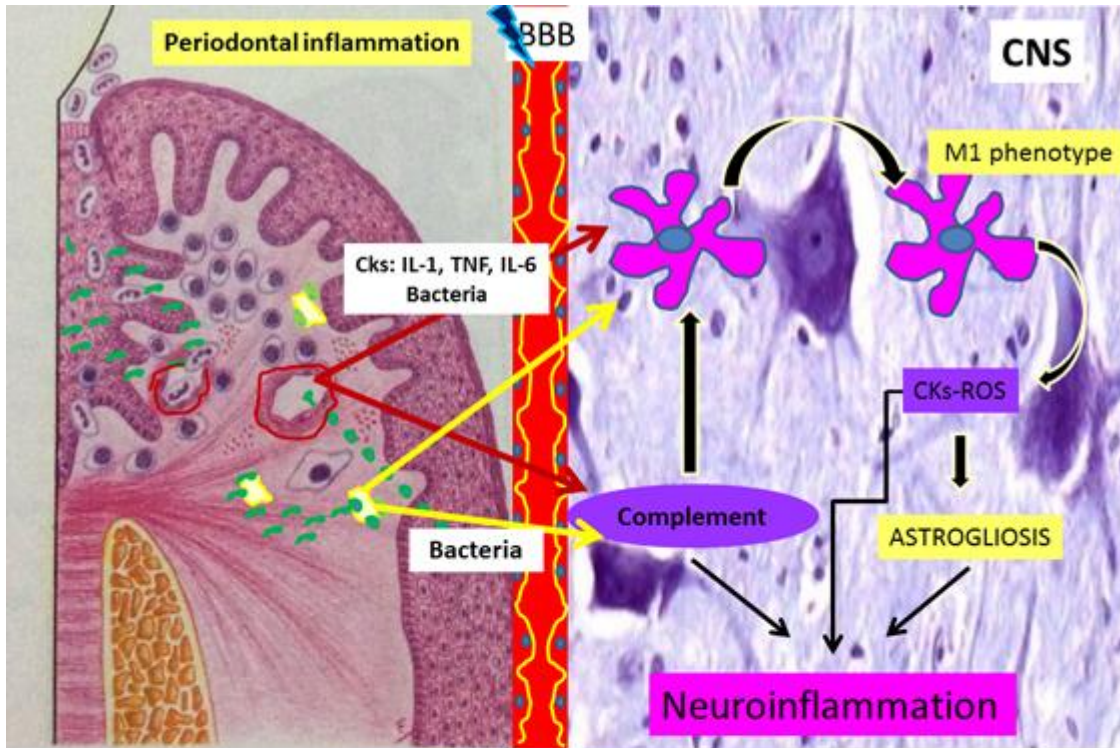 Periodontal inflammation
BBB
CNS
M1 phenotype
Cks: IL-1, TNF, IL-6
Bacteria
CKs-ROS
Complement
ASTROGLIOSIS
Bacteria
Neuroinflammation